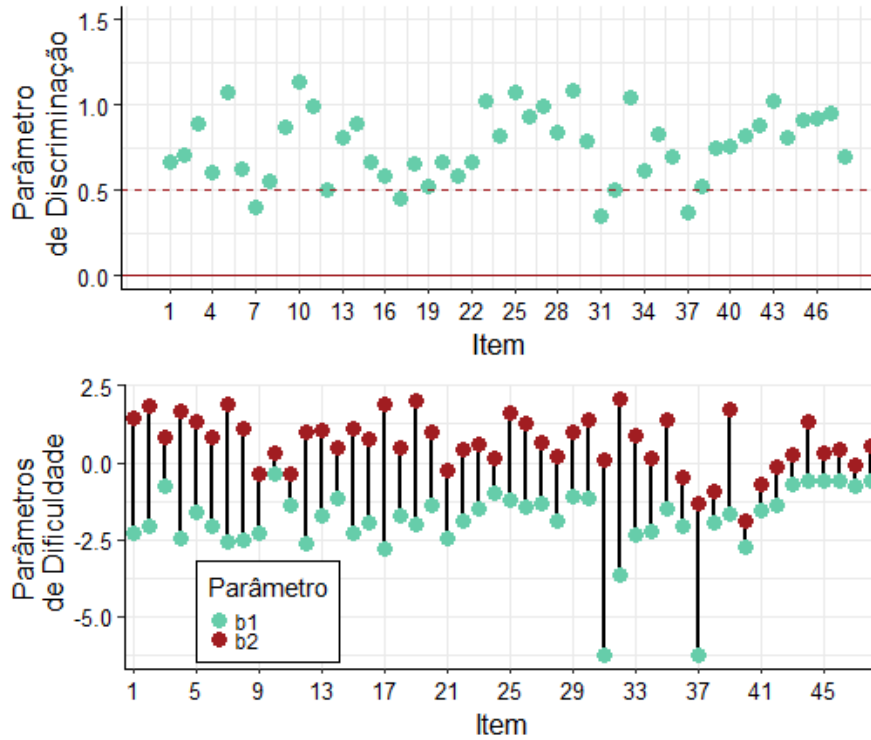 Parâmetro
de Discriminação
1.5
1.0
0.5
0.0
1 4 7 10 13 16 19 22 25 28 31 34 37 40 43 46
Item
Parâmetros
de Dificuldade
2.5
0.0
-2.5
-5.0
Parâmetro
b1
b2
1 5 9 13 17 21 25 29 33 37 41 45
Item